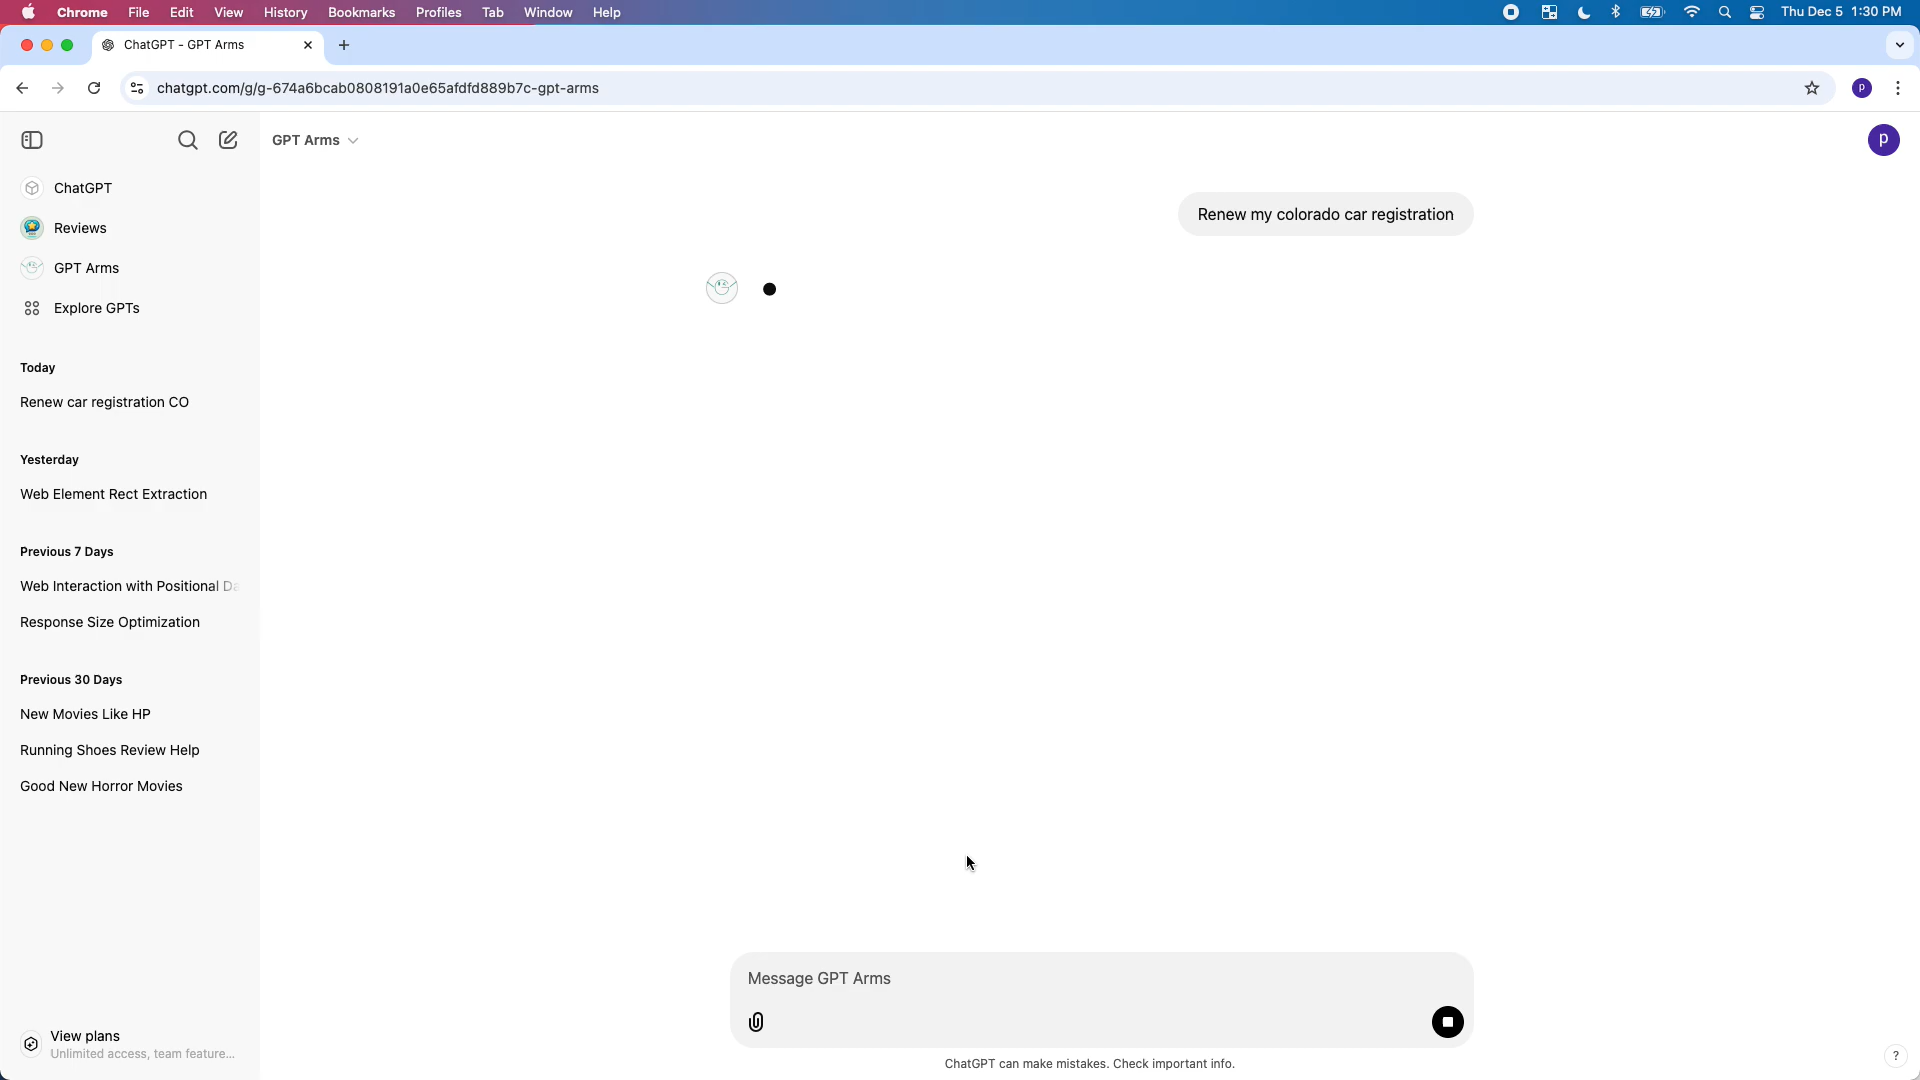 Chrome File Edit View History Bookmarks Profiles Tab Window Help Thu Dec 5 1:30 PM
ChatGPT - GPT Arms
chatgpt.com/g/g-674a6bcab0808191a0e65afdfd889b7c-gpt-arms p
GPT Arms p
ChatGPT
Reviews
GPT Arms
Explore GPTs
Today
Renew car registration CO
Yesterday
Web Element Rect Extraction
Previous 7 Days
Web Interaction with Positional Da
Response Size Optimization
Previous 30 Days
New Movies Like HP
Running Shoes Review Help
Good New Horror Movies
View plans
Unlimited access, team feature...
Renew my colorado car registration
Message GPT Arms
ChatGPT can make mistakes. Check important info.
?